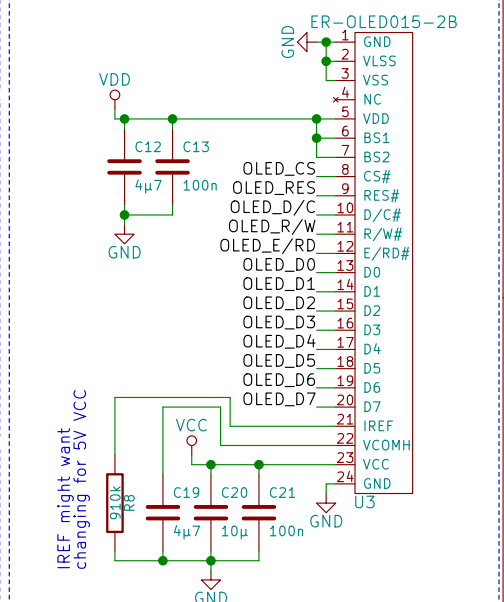 ER-OLED015-2B
GND
1 GND
2 VLSS
3 VSS
4 NC
VDD
5 VDD
6 BS1
7 BS2
C12
C13
4µ7
100n
OLED_CS 8 CS#
OLED_RES 9 RES#
OLED_D/C 10 D/C#
OLED_R/W 11 R/W#
OLED_E/RD 12 E/RD#
GND
OLED_D0 13 D0
OLED_D1 14 D1
OLED_D2 15 D2
OLED_D3 16 D3
OLED_D4 17 D4
OLED_D5 18 D5
OLED_D6 19 D6
OLED_D7 20 D7
21 IREF
22 VCOMH
VCC
23 VCC
24 GND
U3
GND
IREF might want
changing for 5V VCC
910k
R8
C19
C20
C21
4µ7
10µ
100n
GND